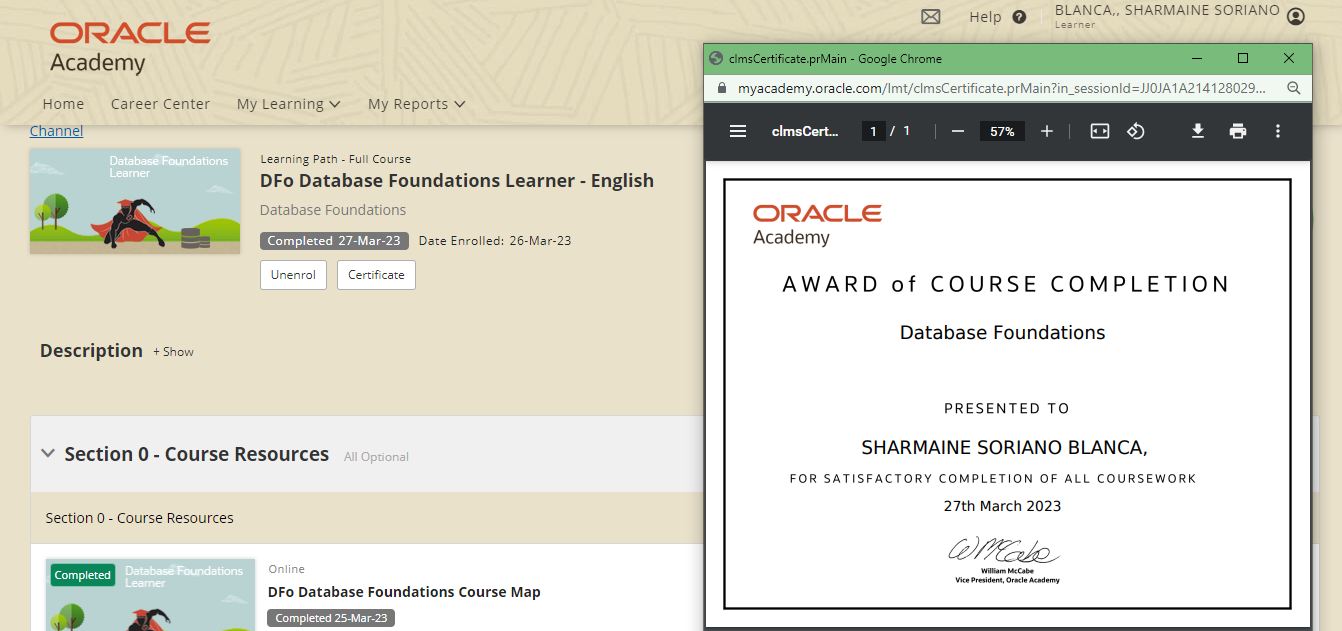 ORACLE
Academy
Help ?
BLANCA,, SHARMAINE SORIANO
Learner
Home Career Center My Learning My Reports
Channel
Database Foundations
Learner
Learning Path - Full Course
DFo Database Foundations Learner - English
Database Foundations
Completed 27-Mar-23 Date Enrolled: 26-Mar-23
Unenrol Certificate
Description + Show
Section 0 - Course Resources All Optional
Section 0 - Course Resources
Completed
Database Foundations
Learner
Online
DFo Database Foundations Course Map
Completed 25-Mar-23
clmsCertificate.prMain - Google Chrome
myacademy.oracle.com/lmt/clmsCertificate.prMain?in_sessionId=JJ0JA1A214128029...
clmsCert... 1 / 1 — 57% +
ORACLE
Academy
AWARD of COURSE COMPLETION
Database Foundations
PRESENTED TO
SHARMAINE SORIANO BLANCA,
FOR SATISFACTORY COMPLETION OF ALL COURSEWORK
27th March 2023
WMcCabe
William McCabe
Vice President, Oracle Academy